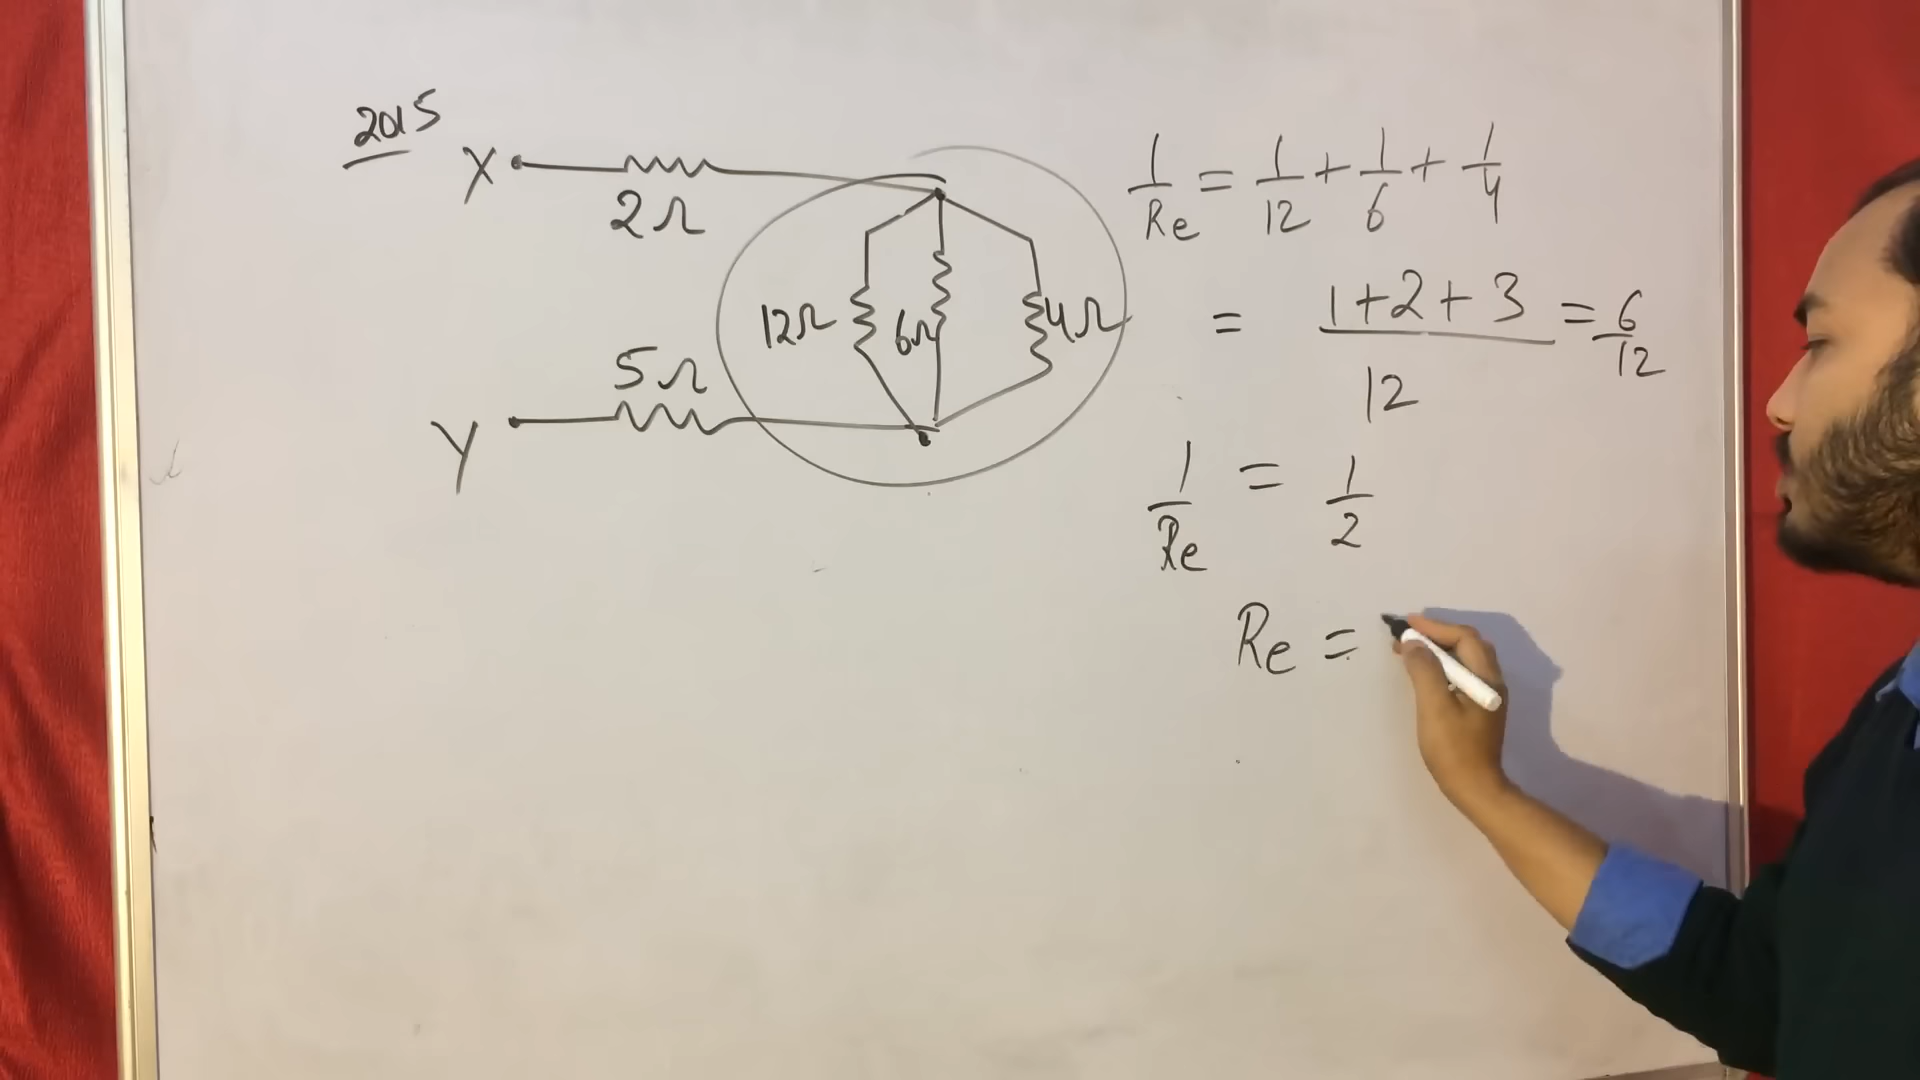 2015
X
2Ω
12Ω 6Ω 4Ω
5Ω
Y
1/Re = 1/12 + 1/6 + 1/4
= (1+2+3)/12 = 6/12
1/Re = 1/2
Re =